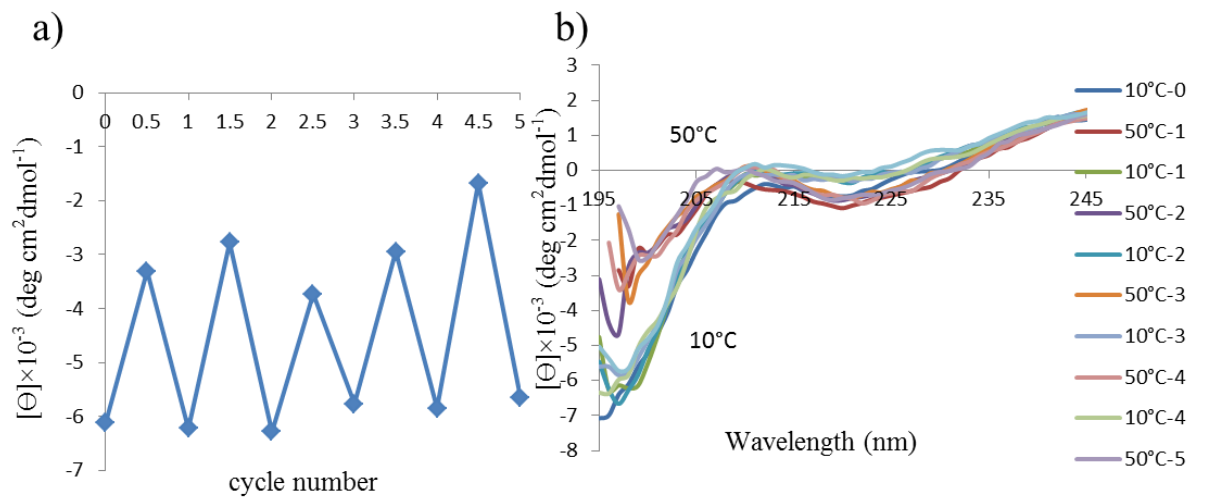 a)
0
0 0.5 1 1.5 2 2.5 3 3.5 4 4.5 5
-1
-2
-3
-4
-5
-6
-7
[Θ]×10⁻³ (deg cm²dmol⁻¹)
cycle number
b)
3
2
1
0
-1
-2
-3
-4
-5
-6
-7
-8
195 205 215 225 235 245
[Θ]×10⁻³ (deg cm²dmol⁻¹)
50°C
10°C
Wavelength (nm)
10°C-0
50°C-1
10°C-1
50°C-2
10°C-2
50°C-3
10°C-3
50°C-4
10°C-4
50°C-5